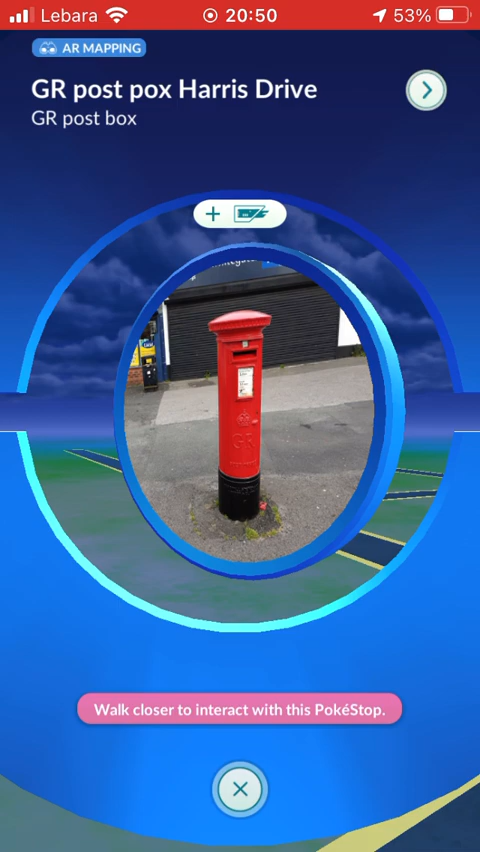 Lebara 20:50 53%
AR MAPPING
GR post pox Harris Drive
GR post box
GR
Walk closer to interact with this PokéStop.